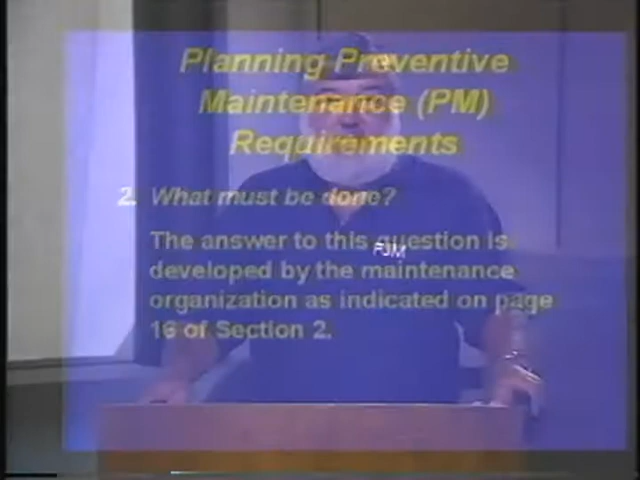 Planning Preventive
Maintenance (PM)
Requirements
2. What must be done?
The answer to this question is
developed by the maintenance
organization as indicated on page
16 of Section 2.
PJM